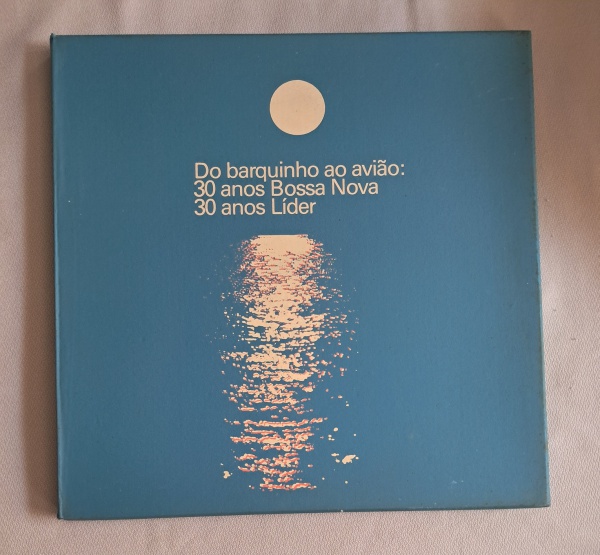 Do barquinho ao avião:
30 anos Bossa Nova
30 anos Líder